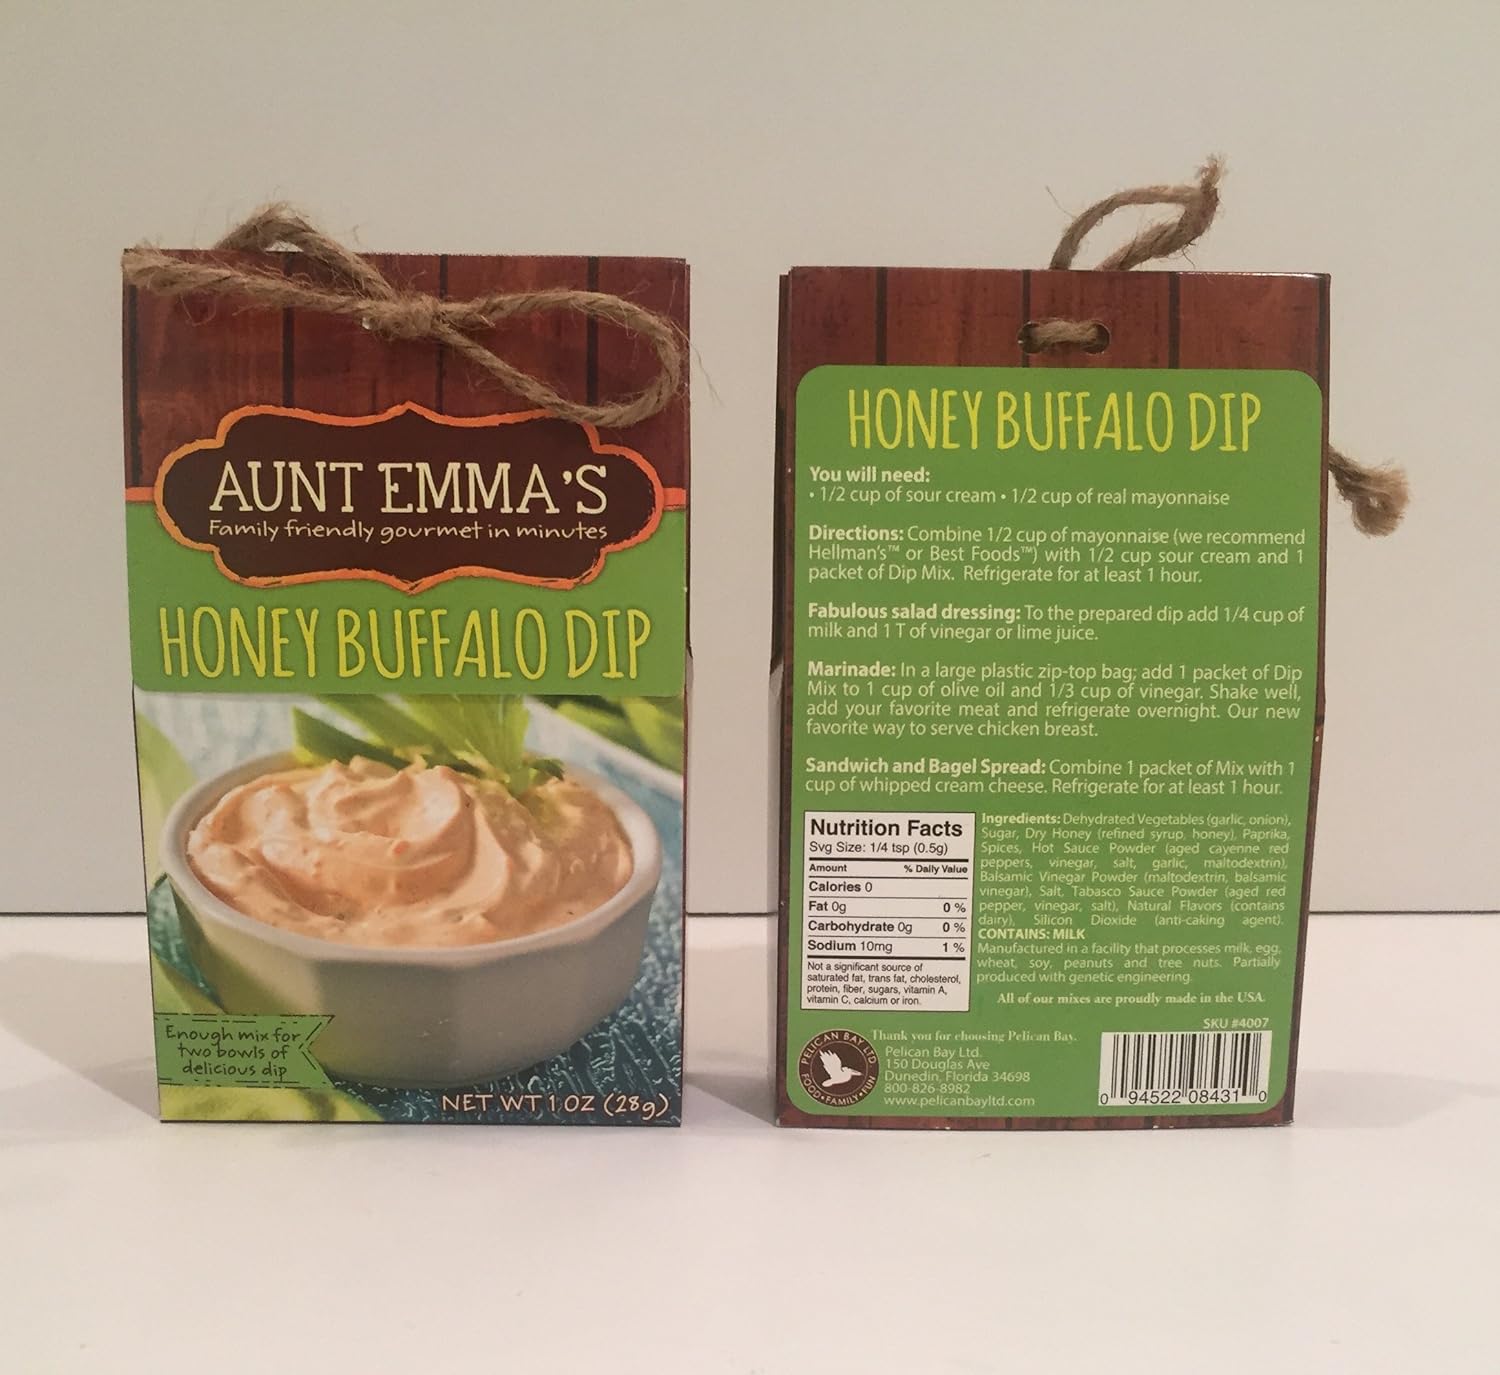 AUNT EMMA'S
Family friendly gourmet in minutes
HONEY BUFFALO DIP
Enough mix for
two bowls of
delicious dip
NET WT 1 OZ (28g)
HONEY BUFFALO DIP
You will need:
• 1/2 cup of sour cream • 1/2 cup of real mayonnaise
Directions: Combine 1/2 cup of mayonnaise (we recommend
Hellman's™ or Best Foods™) with 1/2 cup sour cream and 1
packet of Dip Mix. Refrigerate for at least 1 hour.
Fabulous salad dressing: To the prepared dip add 1/4 cup of
milk and 1 T of vinegar or lime juice.
Marinade: In a large plastic zip-top bag; add 1 packet of Dip
Mix to 1 cup of olive oil and 1/3 cup of vinegar. Shake well,
add your favorite meat and refrigerate overnight. Our new
favorite way to serve chicken breast.
Sandwich and Bagel Spread: Combine 1 packet of Mix with 1
cup of whipped cream cheese. Refrigerate for at least 1 hour.
Nutrition Facts
Svg Size: 1/4 tsp (0.5g)
Amount % Daily Value
Calories 0
Fat 0g 0 %
Carbohydrate 0g 0 %
Sodium 10mg 1 %
Not a significant source of
saturated fat, trans fat, cholesterol,
protein, fiber, sugars, vitamin A,
vitamin C, calcium or iron.
Ingredients: Dehydrated Vegetables (garlic, onion),
Sugar, Dry Honey (refined syrup, honey), Paprika,
Spices, Hot Sauce Powder (aged cayenne red
peppers, vinegar, salt, garlic, maltodextrin),
Balsamic Vinegar Powder (maltodextrin, balsamic
vinegar), Salt, Tabasco Sauce Powder (aged red
pepper, vinegar, salt), Natural Flavors (contains
dairy), Silicon Dioxide (anti-caking agent).
CONTAINS: MILK
Manufactured in a facility that processes milk, egg,
wheat, soy, peanuts and tree nuts. Partially
produced with genetic engineering.
All of our mixes are proudly made in the USA.
SKU #4007
PELICAN BAY LTD
FOOD•FAMILY•FUN
Thank you for choosing Pelican Bay.
Pelican Bay Ltd.
150 Douglas Ave
Dunedin, Florida 34698
800-826-8982
www.pelicanbayltd.com
0 94522 08431 0